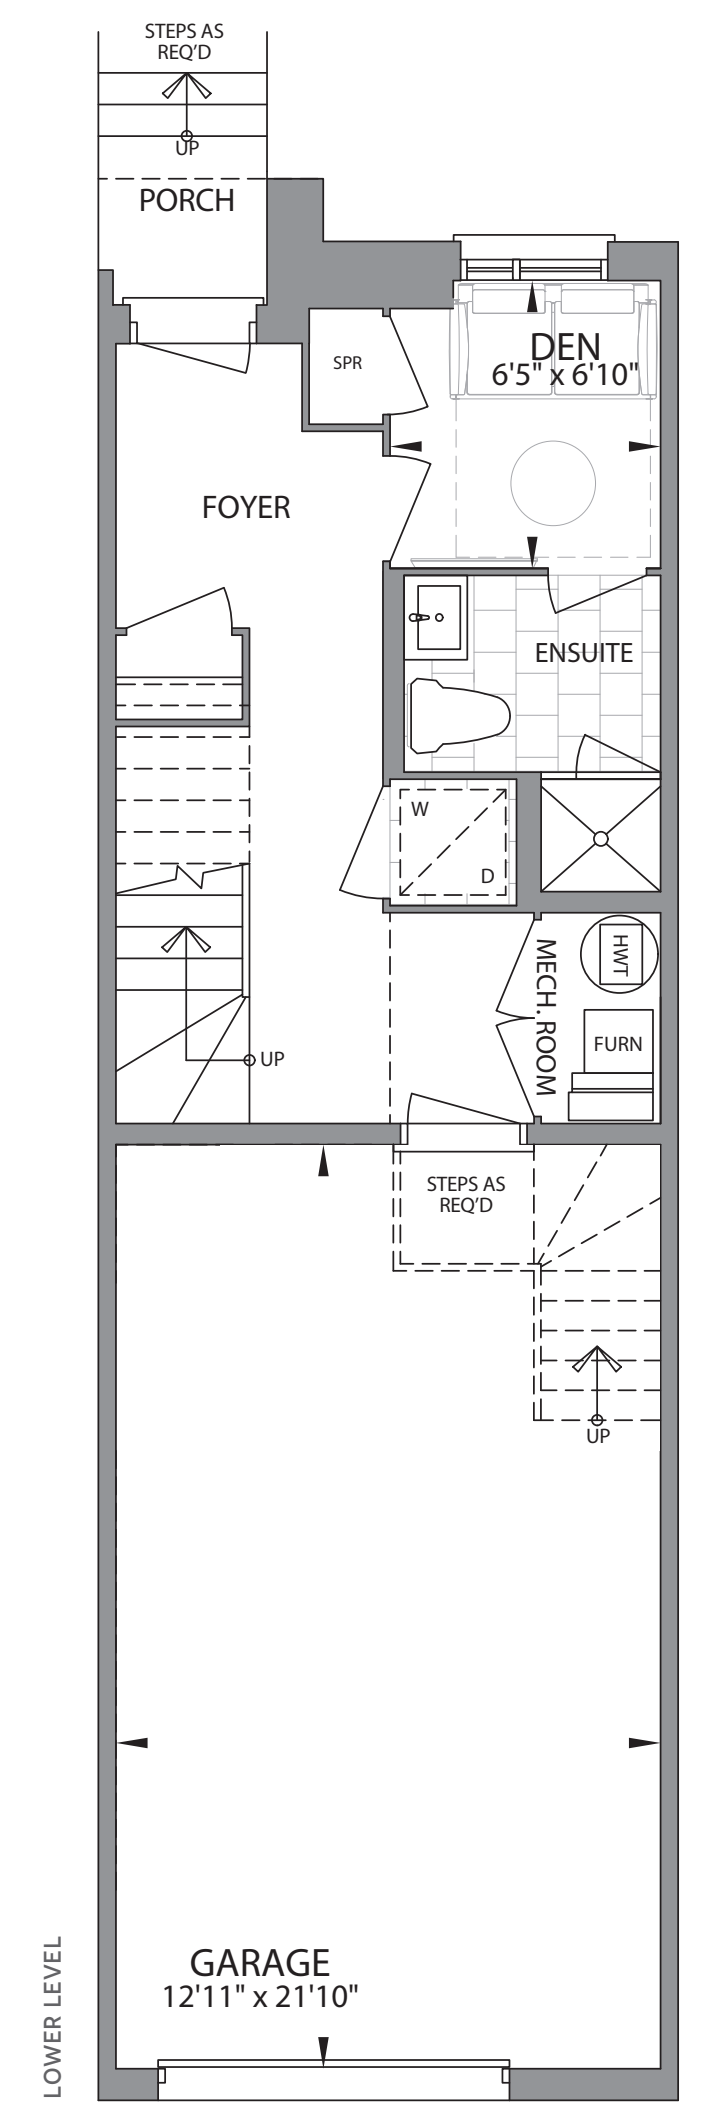 STEPS AS
REQ’D
UP
PORCH
SPR
DEN
6'5" x 6'10"
FOYER
ENSUITE
W
D
MECH. ROOM
HWT
FURN
UP
STEPS AS
REQ’D
UP
GARAGE
12'11" x 21'10"
LOWER LEVEL